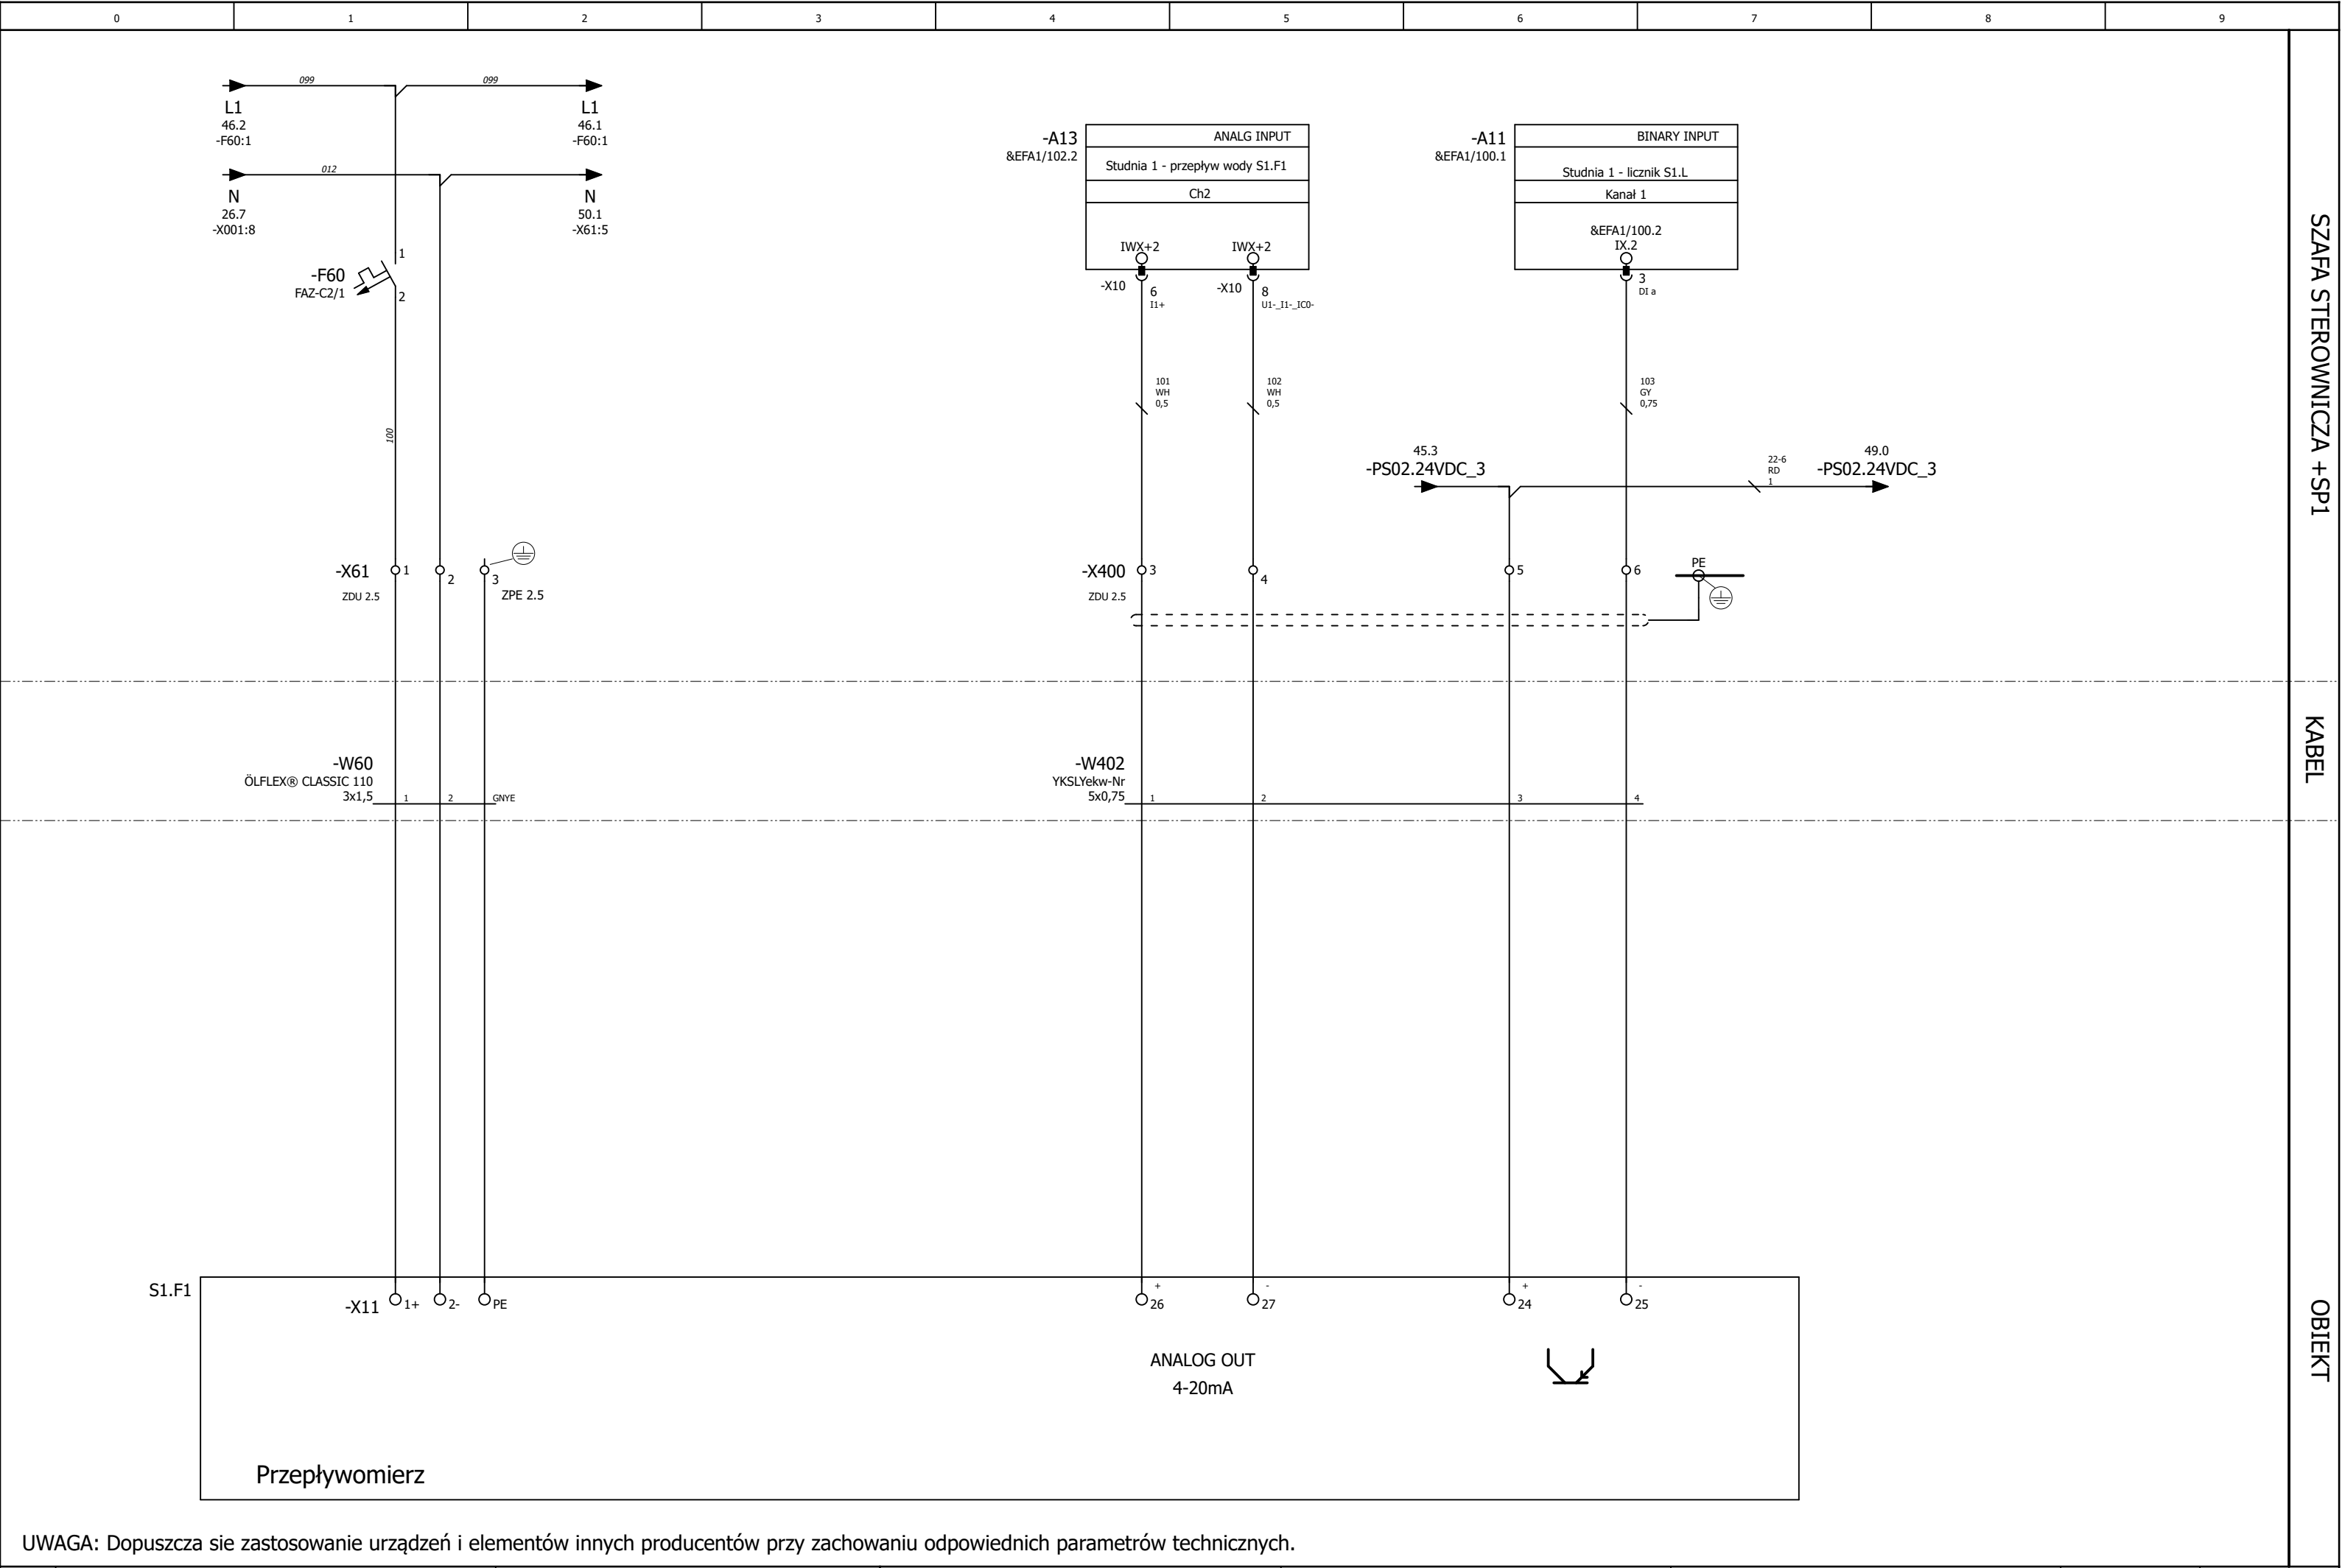 0 1 2 3 4 5 6 7 8 9
099 099
L1
46.2
-F60:1
L1
46.1
-F60:1
012
N
26.7
-X001:8
N
50.1
-X61:5
-F60
FAZ-C2/1
1
2
100
-X61
ZDU 2.5
1
2
3
ZPE 2.5
-A13
&EFA1/102.2
ANALG INPUT
Studnia 1 - przepływ wody S1.F1
Ch2
IWX+2 IWX+2
-X10
6
I1+
-X10
8
U1-_I1-_IC0-
101
WH
0,5
102
WH
0,5
-A11
&EFA1/100.1
BINARY INPUT
Studnia 1 - licznik S1.L
Kanał 1
&EFA1/100.2
IX.2
3
DI a
103
GY
0,75
45.3
-PS02.24VDC_3
22-6
RD
1
49.0
-PS02.24VDC_3
-X400
ZDU 2.5
3
4
5
6
PE
SZAFA STEROWNICZA +SP1
-W60
ÖLFLEX® CLASSIC 110
3x1,5
1 2 GNYE
-W402
YKSLYekw-Nr
5x0,75
1 2 3 4
KABEL
S1.F1
-X11
1+ 2- PE
+
26
-
27
+
24
-
25
ANALOG OUT
4-20mA
Przepływomierz
OBIEKT
UWAGA: Dopuszcza sie zastosowanie urządzeń i elementów innych producentów przy zachowaniu odpowiednich parametrów technicznych.